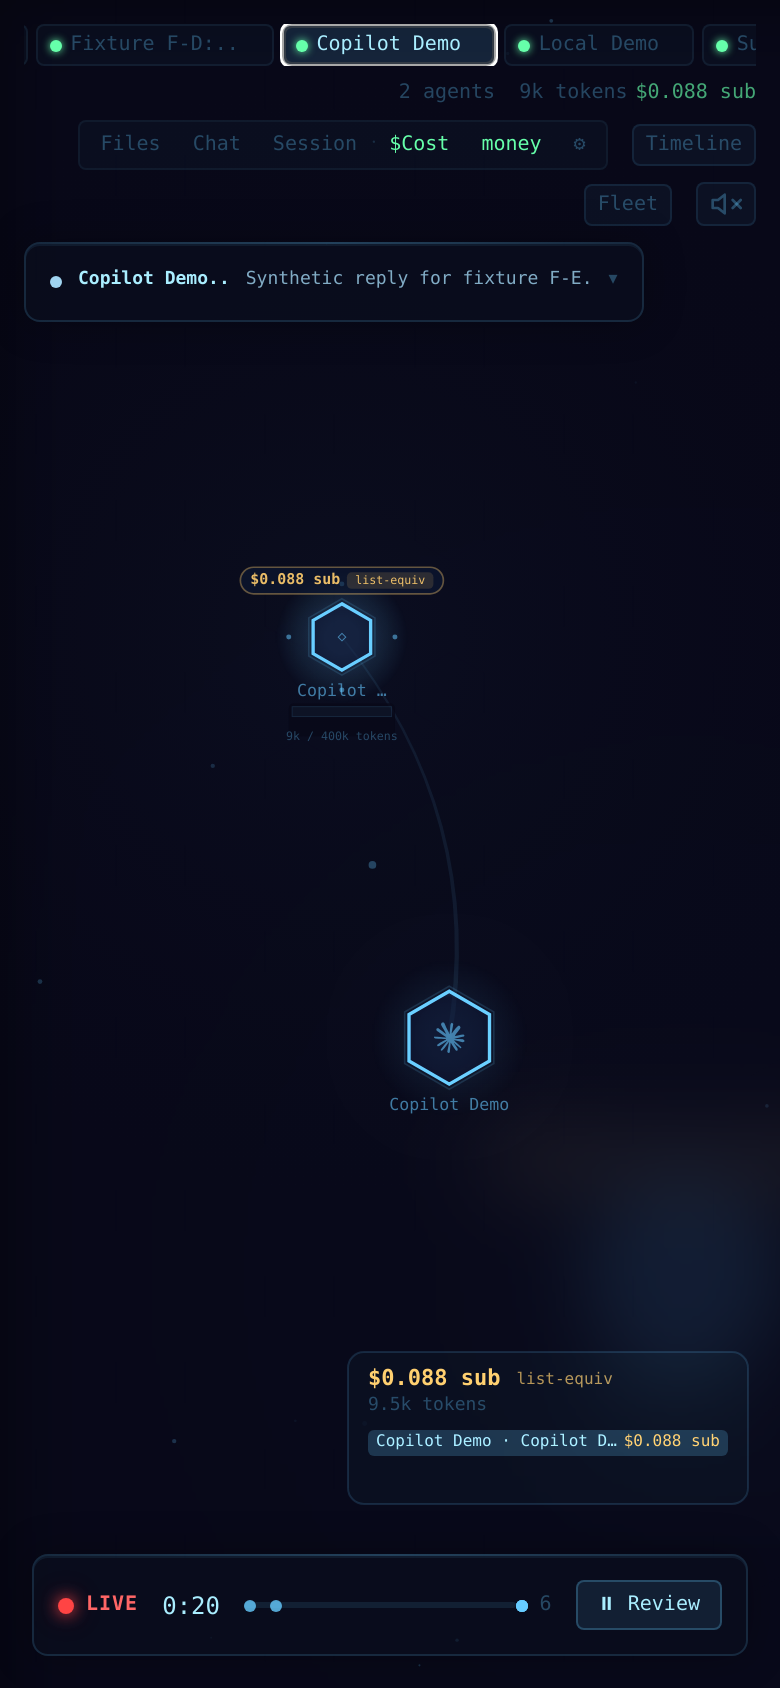 Fixture F-D:.. Copilot Demo Local Demo Su
2 agents 9k tokens $0.088 sub
Files Chat Session · $Cost money ⚙ Timeline
Fleet
Copilot Demo.. Synthetic reply for fixture F-E. ▼
$0.088 sub list-equiv
Copilot …
9k / 400k tokens
Copilot Demo
$0.088 sub list-equiv
9.5k tokens
Copilot Demo · Copilot D… $0.088 sub
LIVE 0:20 6 ⏸ Review